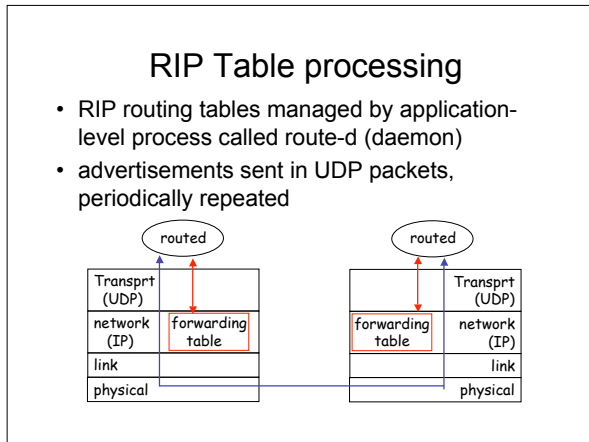 RIP Table processing
• RIP routing tables managed by application-
level process called route-d (daemon)
• advertisements sent in UDP packets,
periodically repeated
routed
routed
Transprt
(UDP)
network
(IP)
forwarding
table
link
physical
Transprt
(UDP)
forwarding
table
network
(IP)
link
physical